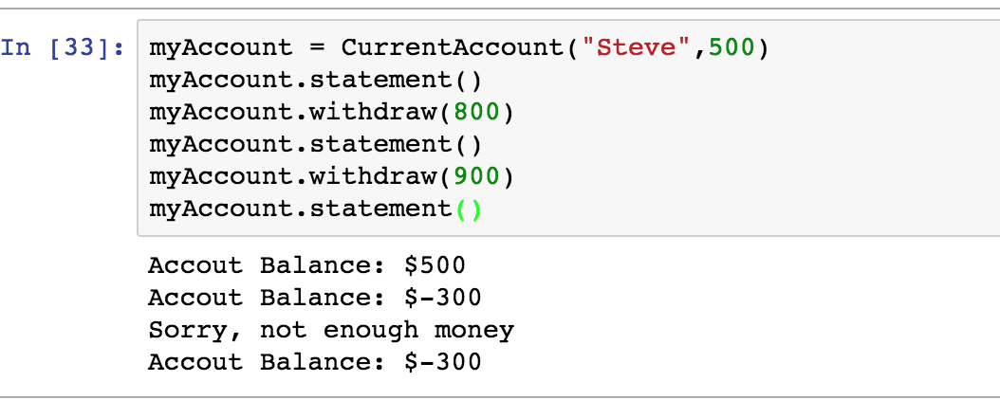 In [33]: myAccount = CurrentAccount("Steve",500)
myAccount.statement()
myAccount.withdraw(800)
myAccount.statement()
myAccount.withdraw(900)
myAccount.statement()
Accout Balance: $500
Accout Balance: $-300
Sorry, not enough money
Accout Balance: $-300